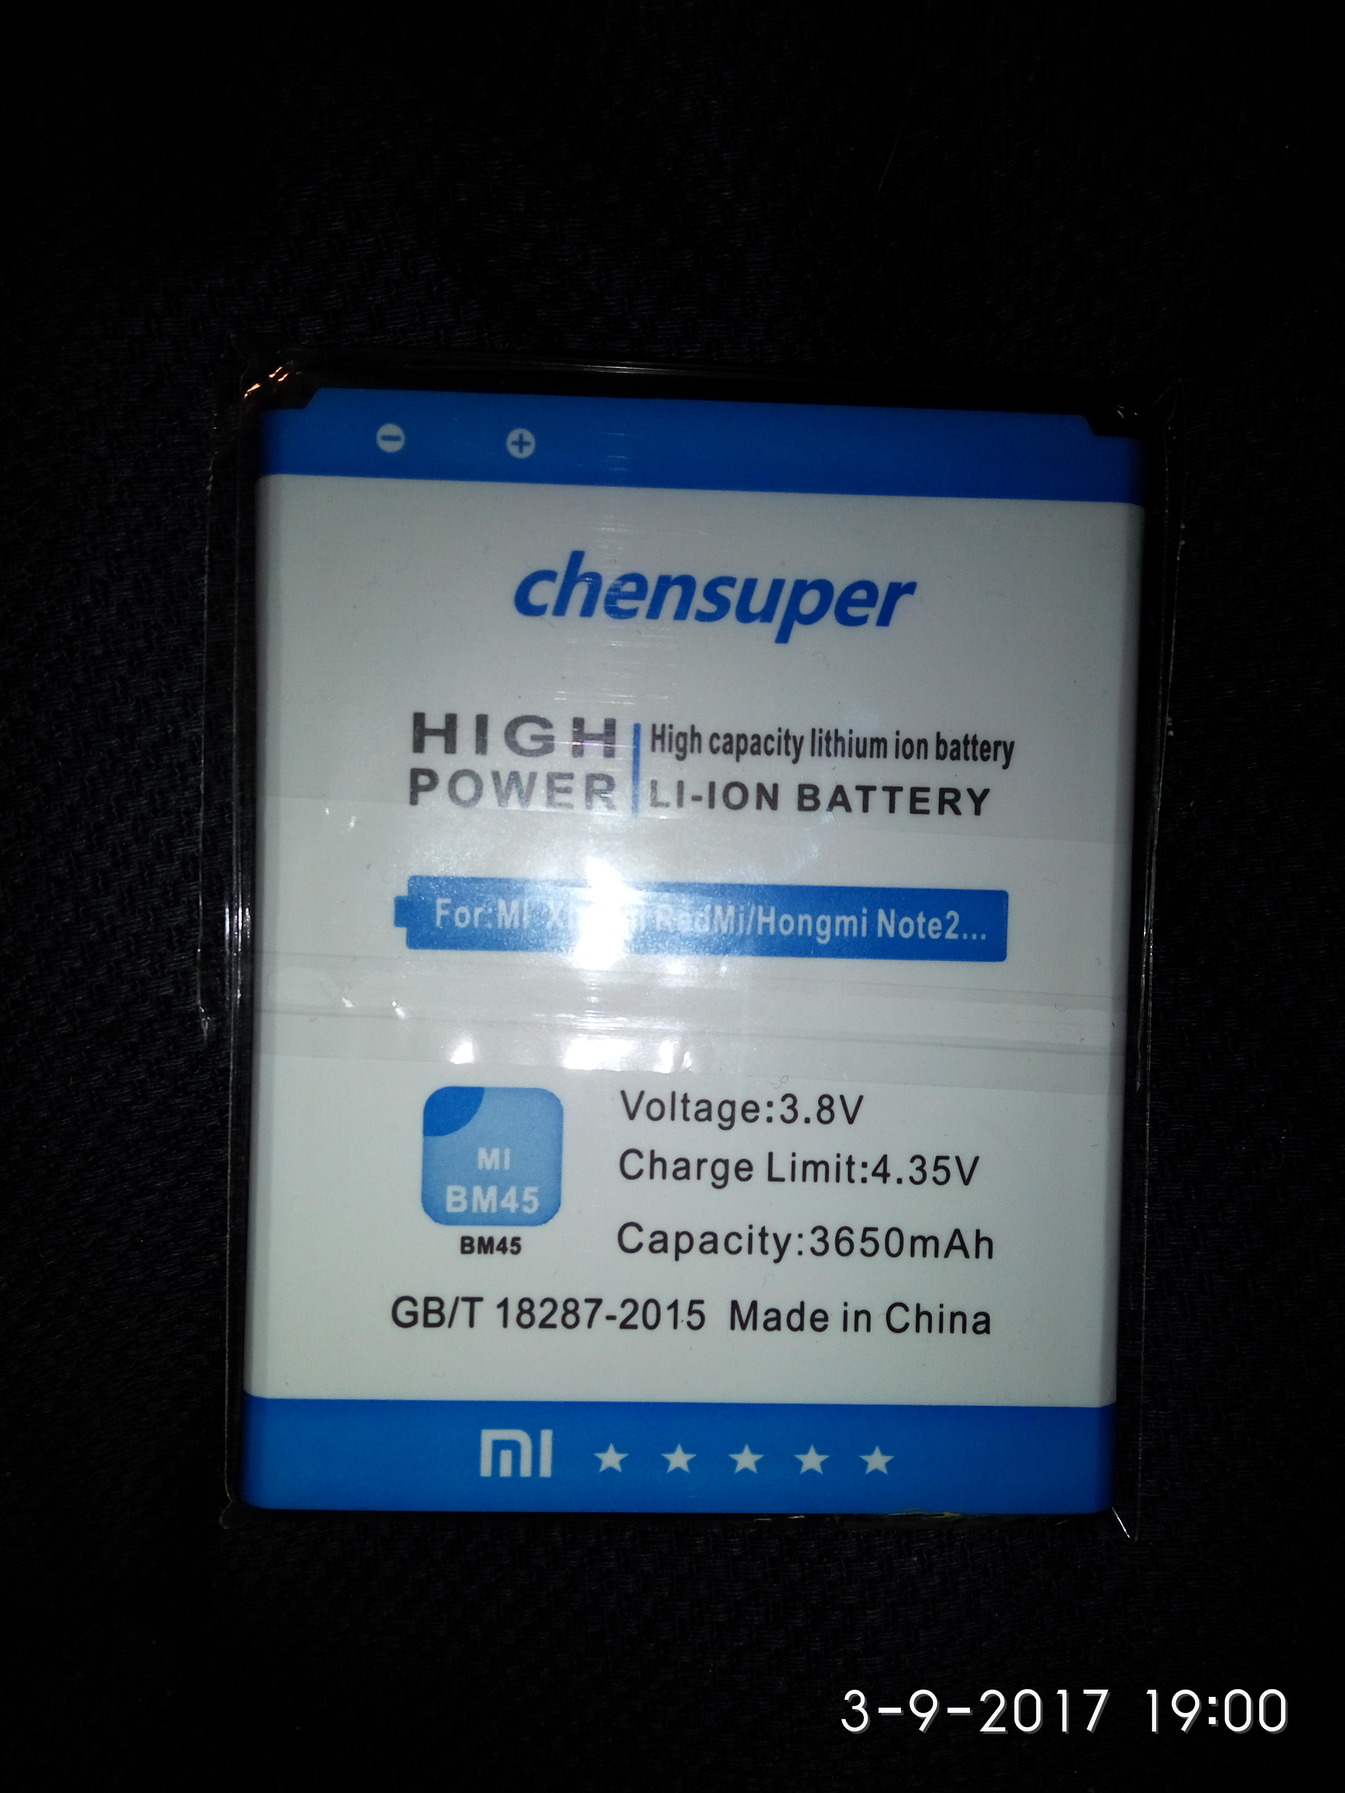 chensuper
HIGH POWER
High capacity lithium ion battery
LI-ION BATTERY
For:MI RedMi/Hongmi Note2...
MI
BM45
BM45
Voltage:3.8V
Charge Limit:4.35V
Capacity:3650mAh
GB/T 18287-2015 Made in China
MI
3-9-2017 19:00